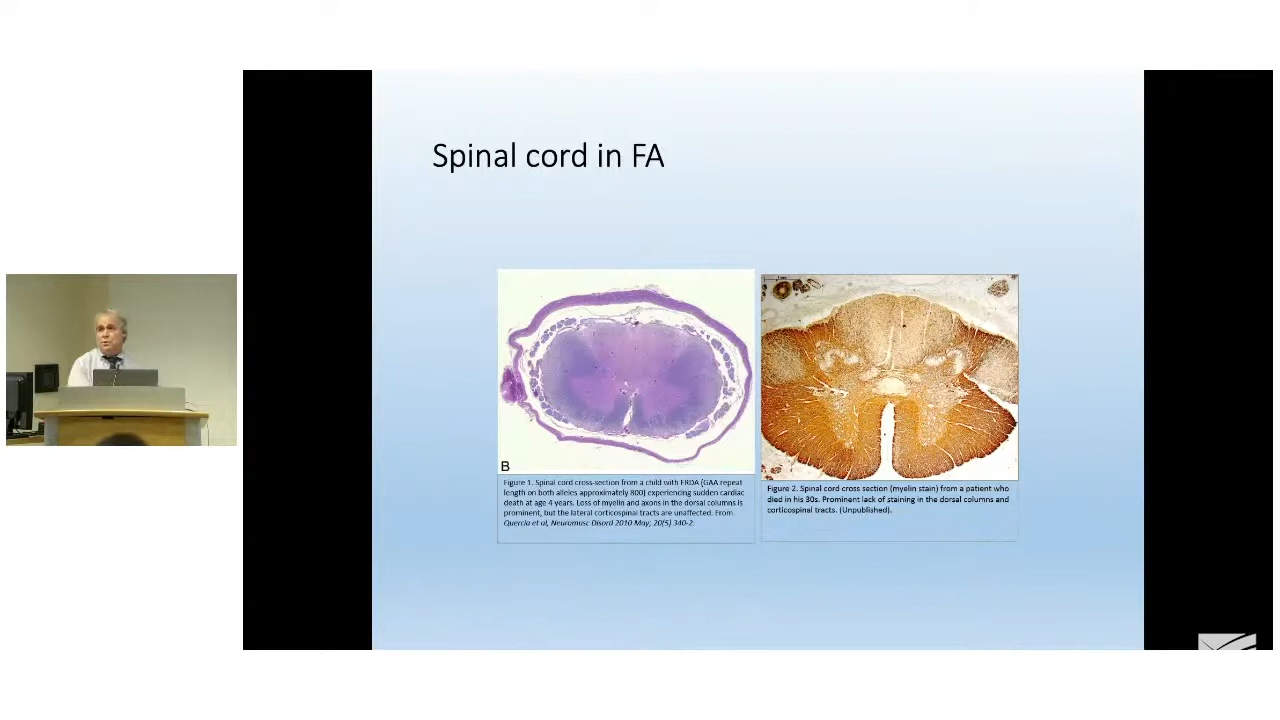 Spinal cord in FA
B
Figure 1. Spinal cord cross-section from a child with FRDA (GAA repeat
length on both alleles approximately 800) experiencing sudden cardiac
death at age 4 years. Loss of myelin and axons in the dorsal columns is
prominent, but the lateral corticospinal tracts are unaffected. From
Quercia et al, Neuromusc Disord 2010 May; 20(5) 340-2.
Figure 2. Spinal cord cross section (myelin stain) from a patient who
died in his 30s. Prominent lack of staining in the dorsal columns and
corticospinal tracts. (Unpublished).